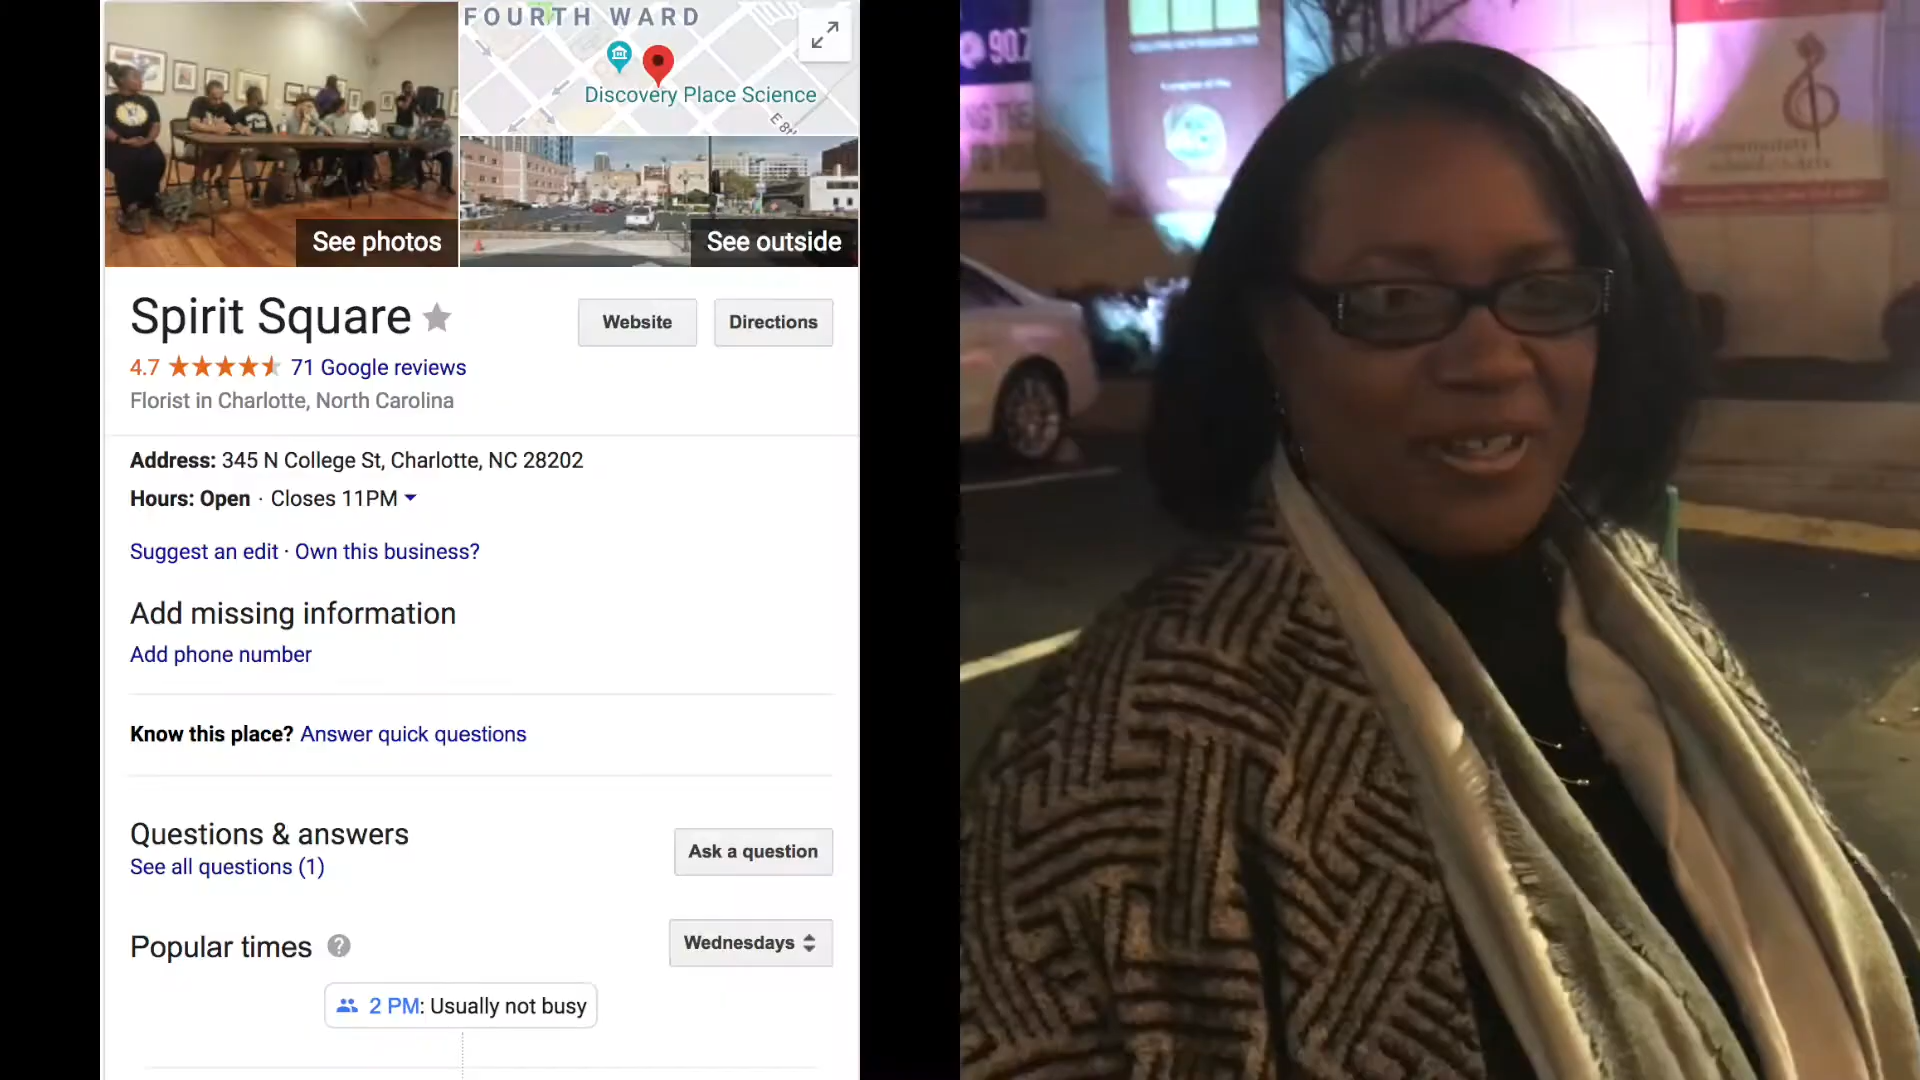 FOURTH WARD
Discovery Place Science
E 8th
See photos
See outside
Spirit Square
Website
Directions
4.7
71 Google reviews
Florist in Charlotte, North Carolina
Address: 345 N College St, Charlotte, NC 28202
Hours: Open · Closes 11PM
Suggest an edit · Own this business?
Add missing information
Add phone number
Know this place? Answer quick questions
Questions & answers
See all questions (1)
Ask a question
Popular times ?
Wednesdays
2 PM: Usually not busy
90.7